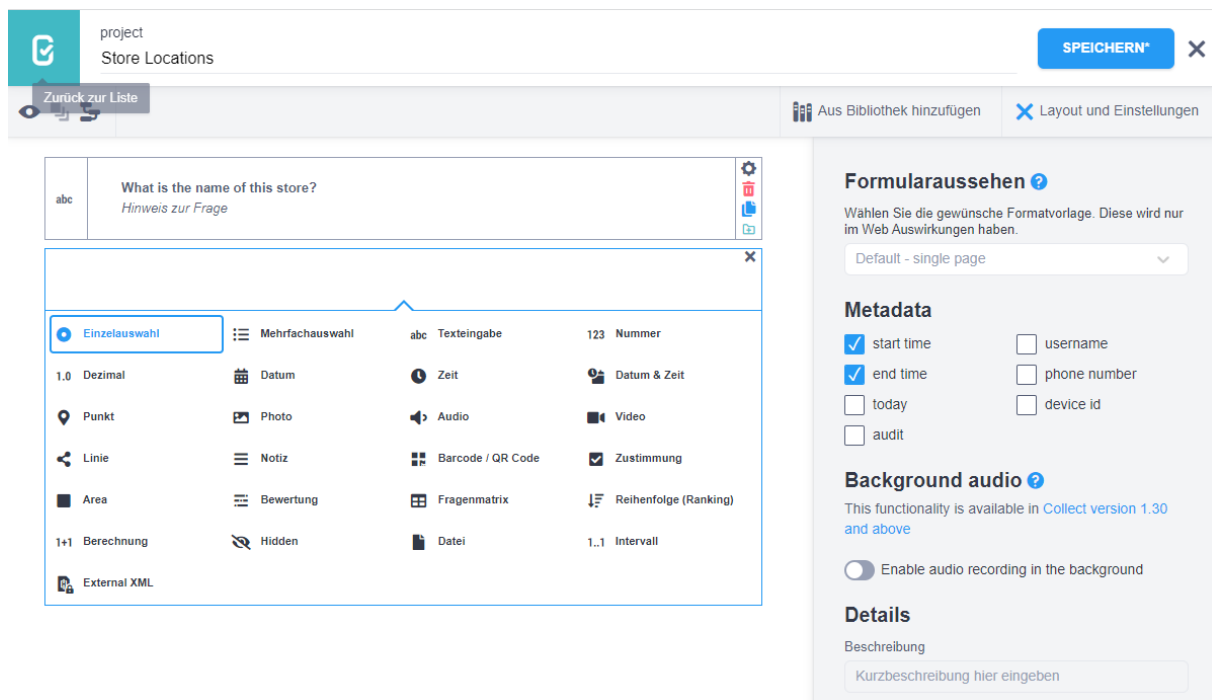 project
Store Locations
SPEICHERN*
Zurück zur Liste
Aus Bibliothek hinzufügen
Layout und Einstellungen
abc
What is the name of this store?
Hinweis zur Frage
Einzelauswahl
Mehrfachauswahl
abc Texteingabe
123 Nummer
1.0 Dezimal
Datum
Zeit
Datum & Zeit
Punkt
Photo
Audio
Video
Linie
Notiz
Barcode / QR Code
Zustimmung
Area
Bewertung
Fragenmatrix
Reihenfolge (Ranking)
1+1 Berechnung
Hidden
Datei
1..1 Intervall
External XML
Formularaussehen
Wählen Sie die gewünsche Formatvorlage. Diese wird nur
im Web Auswirkungen haben.
Default - single page
Metadata
start time
username
end time
phone number
today
device id
audit
Background audio
This functionality is available in Collect version 1.30
and above
Enable audio recording in the background
Details
Beschreibung
Kurzbeschreibung hier eingeben